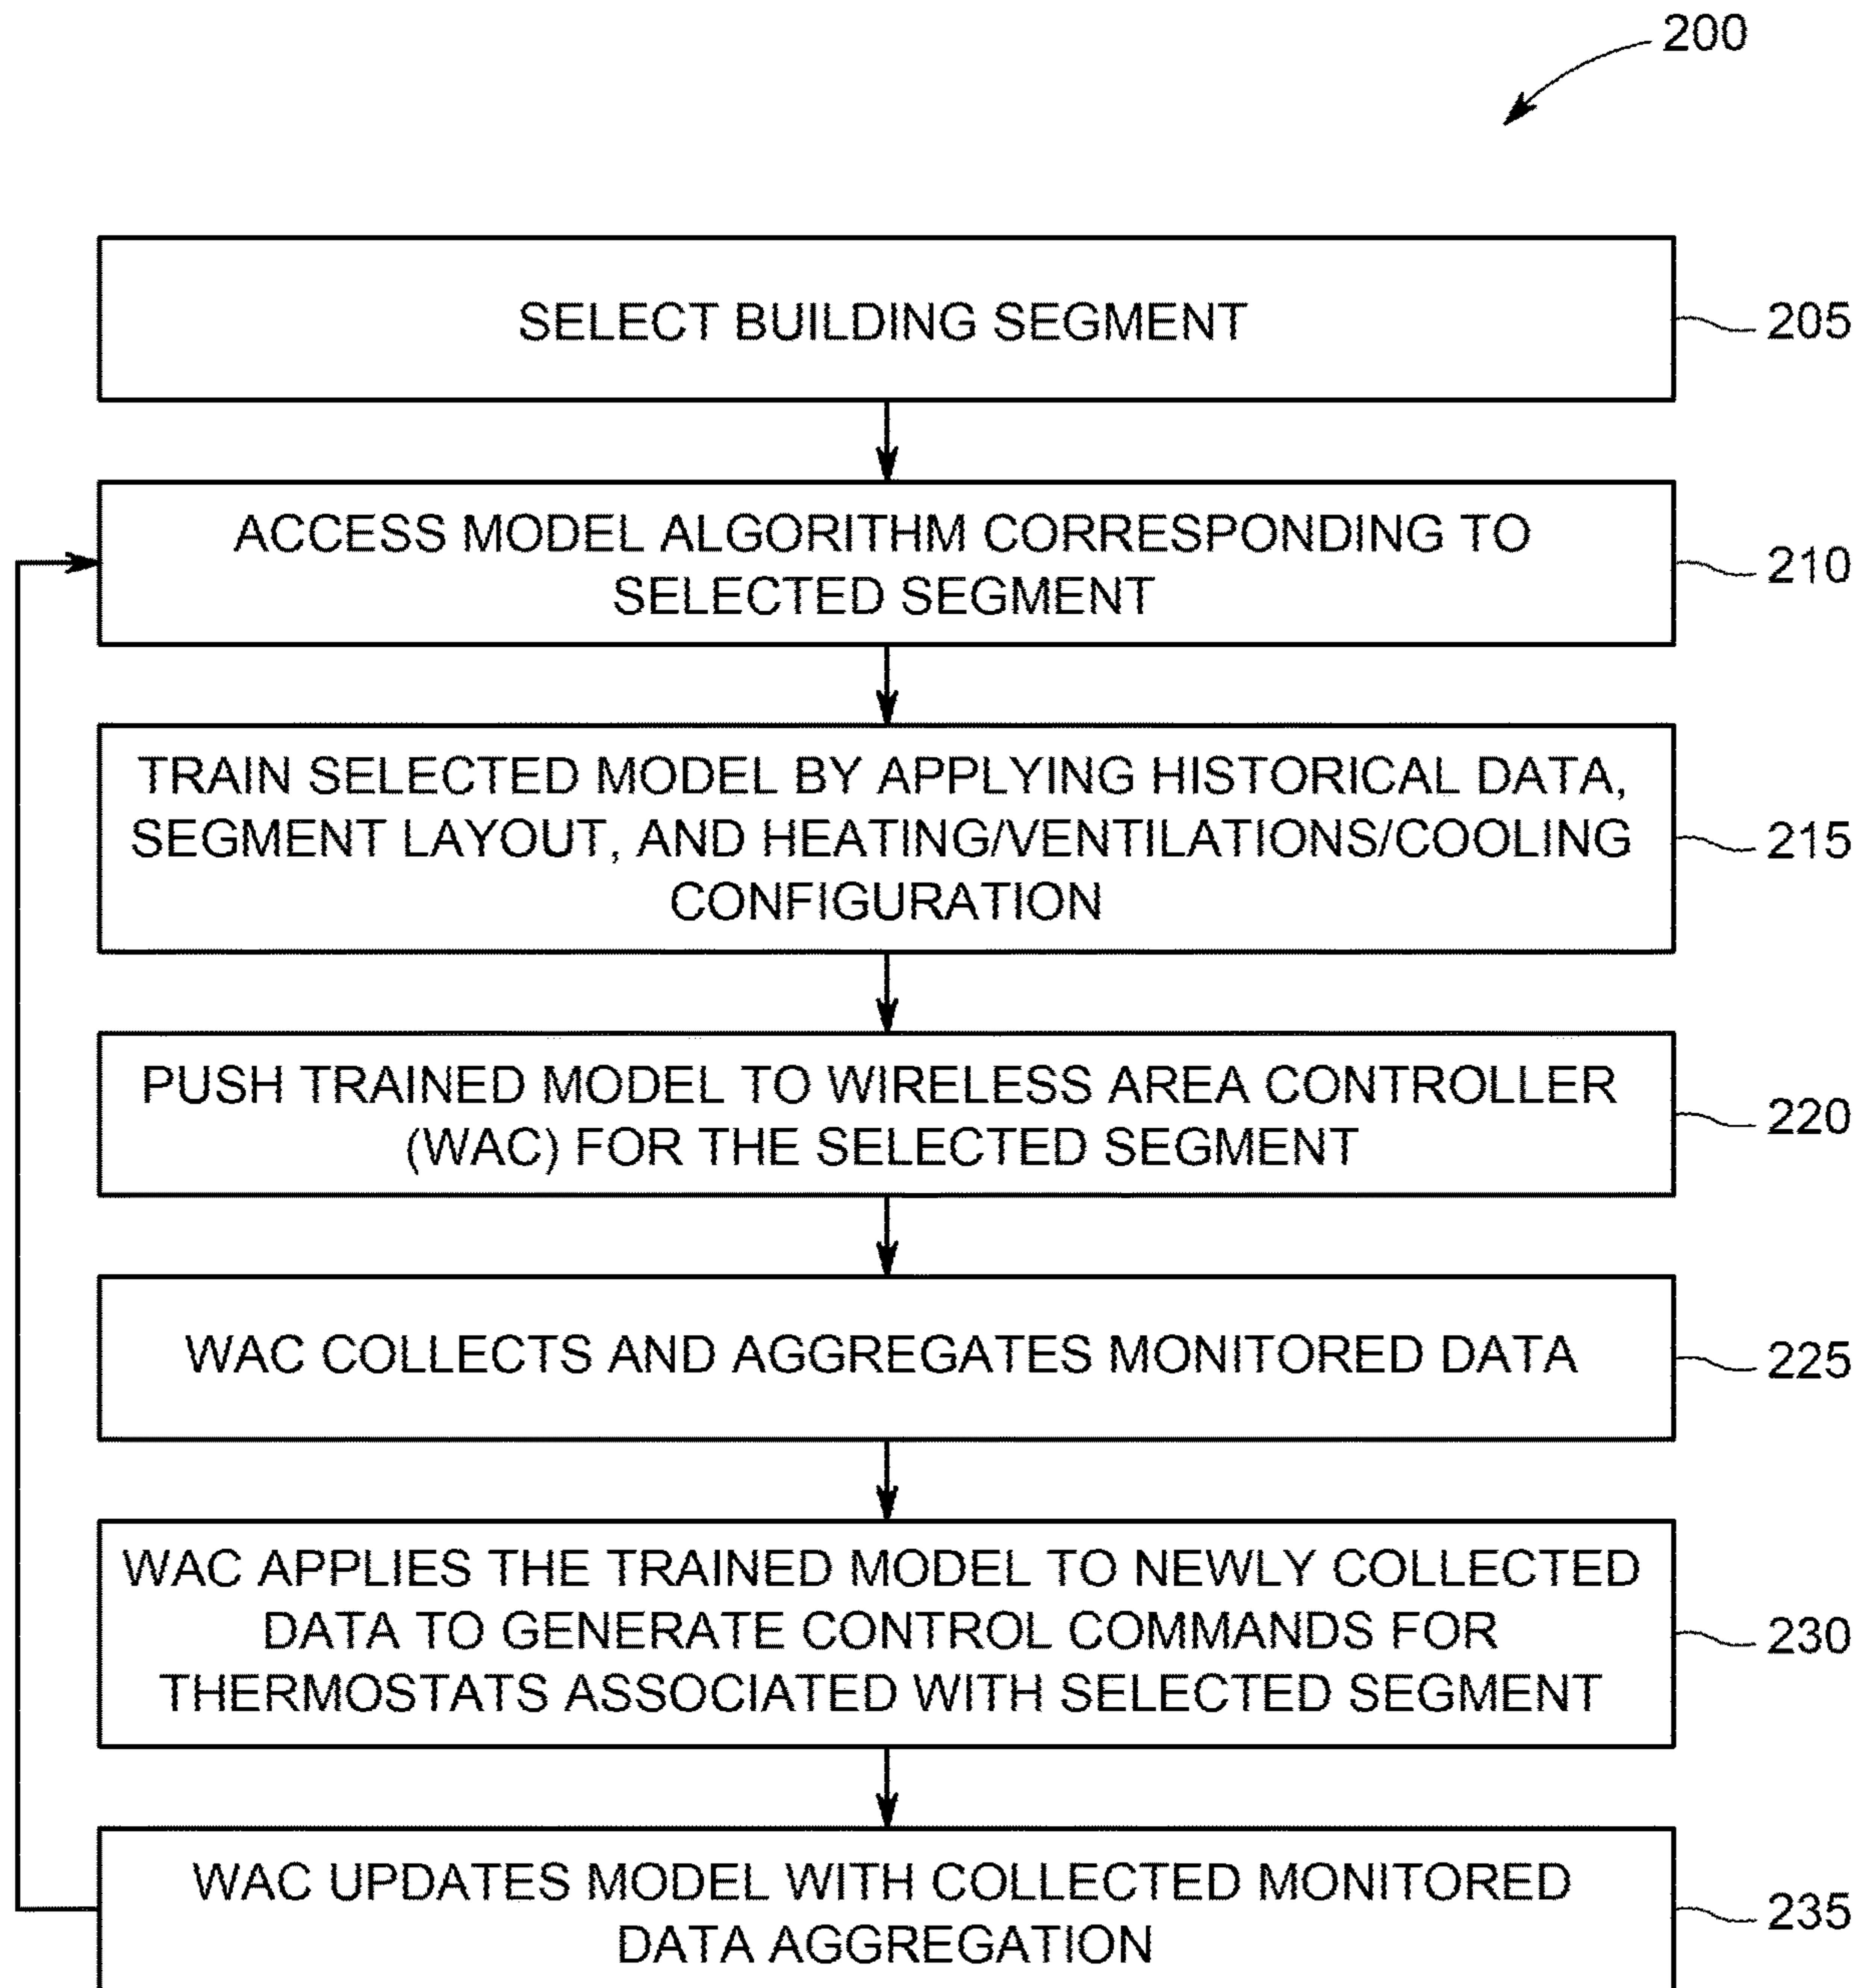 200
SELECT BUILDING SEGMENT
205
ACCESS MODEL ALGORITHM CORRESPONDING TO
SELECTED SEGMENT
210
TRAIN SELECTED MODEL BY APPLYING HISTORICAL DATA,
SEGMENT LAYOUT, AND HEATING/VENTILATIONS/COOLING
CONFIGURATION
215
PUSH TRAINED MODEL TO WIRELESS AREA CONTROLLER
(WAC) FOR THE SELECTED SEGMENT
220
WAC COLLECTS AND AGGREGATES MONITORED DATA
225
WAC APPLIES THE TRAINED MODEL TO NEWLY COLLECTED
DATA TO GENERATE CONTROL COMMANDS FOR
THERMOSTATS ASSOCIATED WITH SELECTED SEGMENT
230
WAC UPDATES MODEL WITH COLLECTED MONITORED
DATA AGGREGATION
235